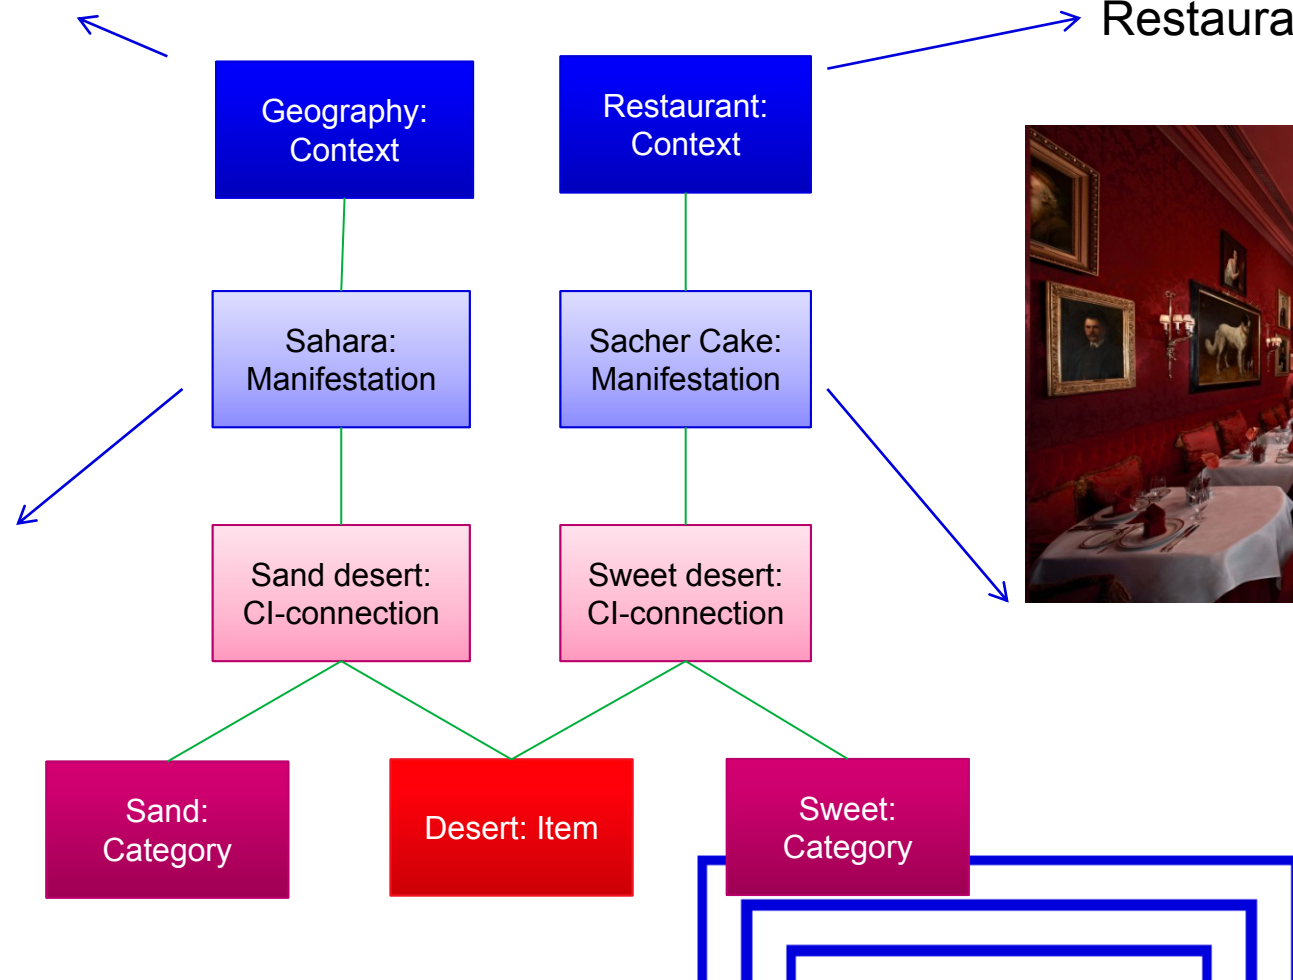 Restaura
Geography:
Context
Restaurant:
Context
Sahara:
Manifestation
Sacher Cake:
Manifestation
Sand desert:
CI-connection
Sweet desert:
CI-connection
Sand:
Category
Desert: Item
Sweet:
Category